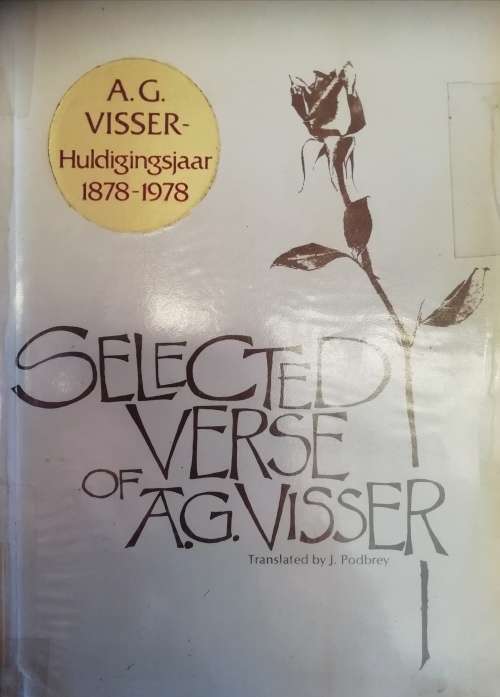 A. G.
VISSER-
Huldigingsjaar
1878-1978
SELECTED
VERSE
OF A.G. VISSER
Translated by J. Podbrey